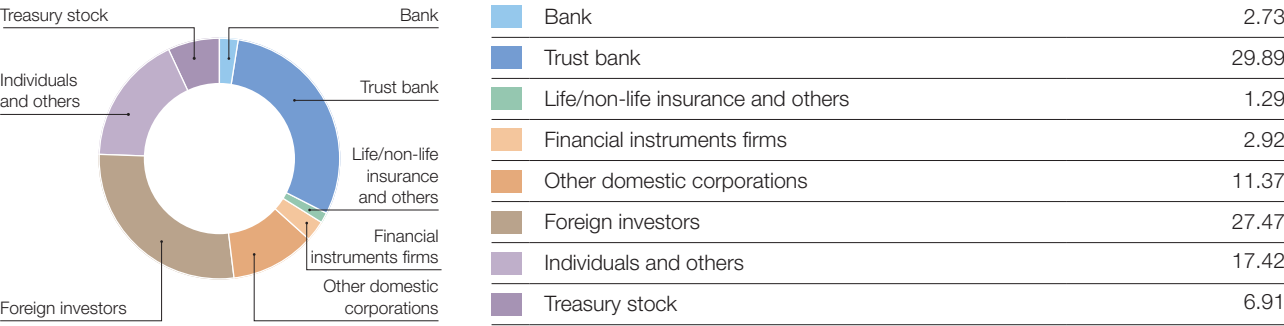 Treasury stock
Bank
Individuals
and others
Trust bank
Life/non-life
insurance
and others
Financial
instruments firms
Other domestic
corporations
Foreign investors
Bank 2.73
Trust bank 29.89
Life/non-life insurance and others 1.29
Financial instruments firms 2.92
Other domestic corporations 11.37
Foreign investors 27.47
Individuals and others 17.42
Treasury stock 6.91